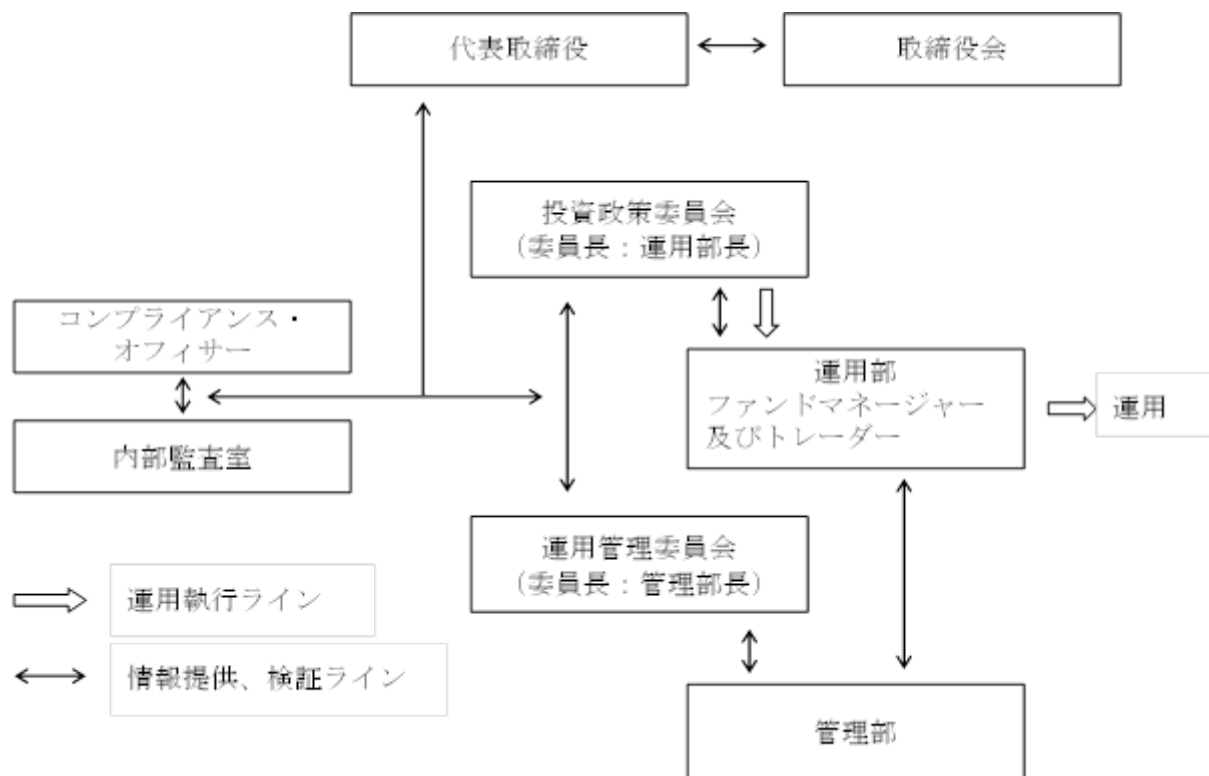 代表取締役
取締役会
投資政策委員会
（委員長：運用部長）
コンプライアンス・
オフィサー
運用部
ファンドマネージャー
及びトレーダー
運用
内部監査室
運用管理委員会
（委員長：管理部長）
運用執行ライン
情報提供、検証ライン
管理部